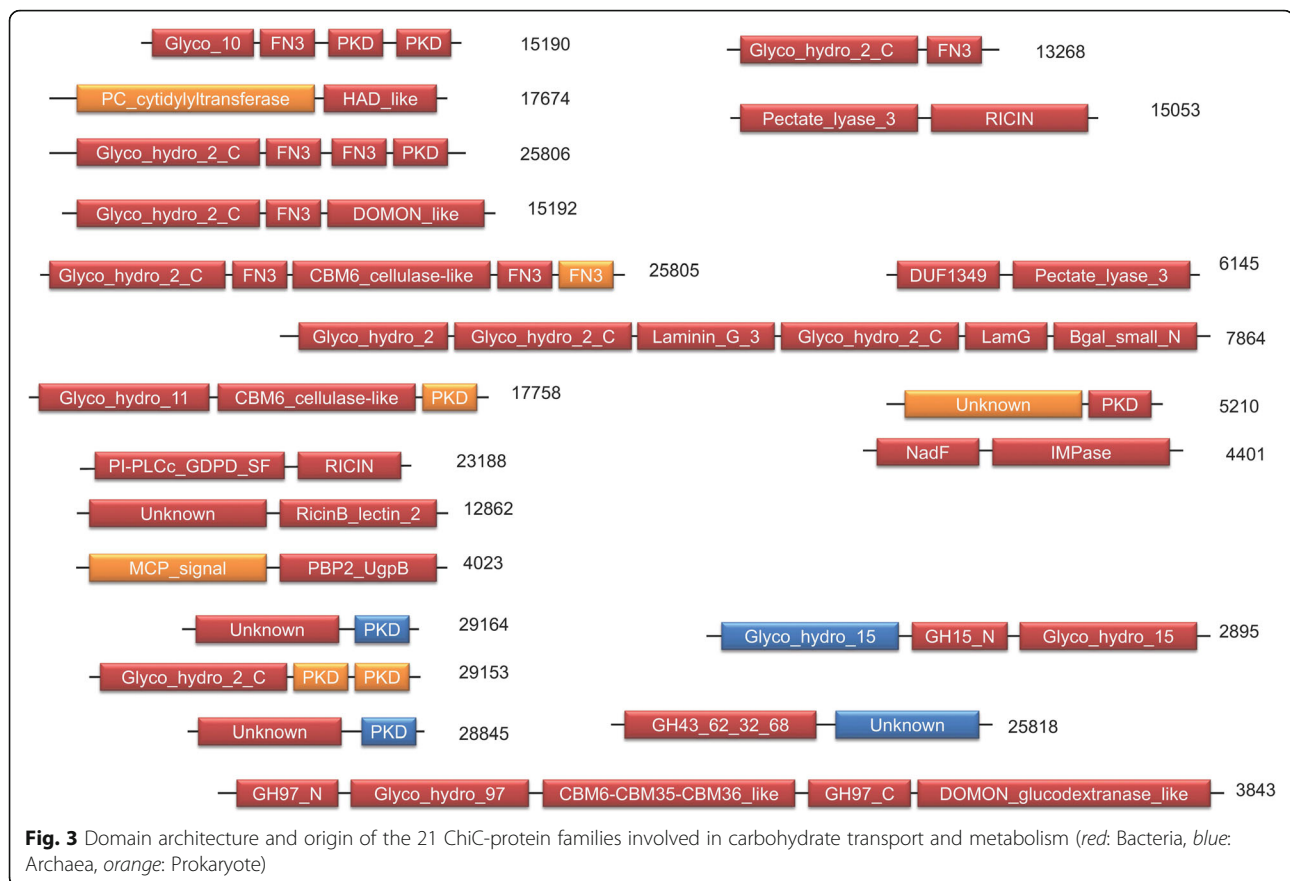 Glyco_10 FN3 PKD PKD 15190
Glyco_hydro_2_C FN3 13268
PC_cytidylyltransferase HAD_like 17674
Pectate_lyase_3 RICIN 15053
Glyco_hydro_2_C FN3 FN3 PKD 25806
Glyco_hydro_2_C FN3 DOMON_like 15192
Glyco_hydro_2_C FN3 CBM6_cellulase-like FN3 FN3 25805
DUF1349 Pectate_lyase_3 6145
Glyco_hydro_2 Glyco_hydro_2_C Laminin_G_3 Glyco_hydro_2_C LamG Bgal_small_N 7864
Glyco_hydro_11 CBM6_cellulase-like PKD 17758
Unknown PKD 5210
NadF IMPase 4401
PI-PLCc_GDPD_SF RICIN 23188
Unknown RicinB_lectin_2 12862
MCP_signal PBP2_UgpB 4023
Unknown PKD 29164
Glyco_hydro_15 GH15_N Glyco_hydro_15 2895
Glyco_hydro_2_C PKD PKD 29153
Unknown PKD 28845
GH43_62_32_68 Unknown 25818
GH97_N Glyco_hydro_97 CBM6-CBM35-CBM36_like GH97_C DOMON_glucodextranase_like 3843
Fig. 3 Domain architecture and origin of the 21 ChiC-protein families involved in carbohydrate transport and metabolism (red: Bacteria, blue:
Archaea, orange: Prokaryote)